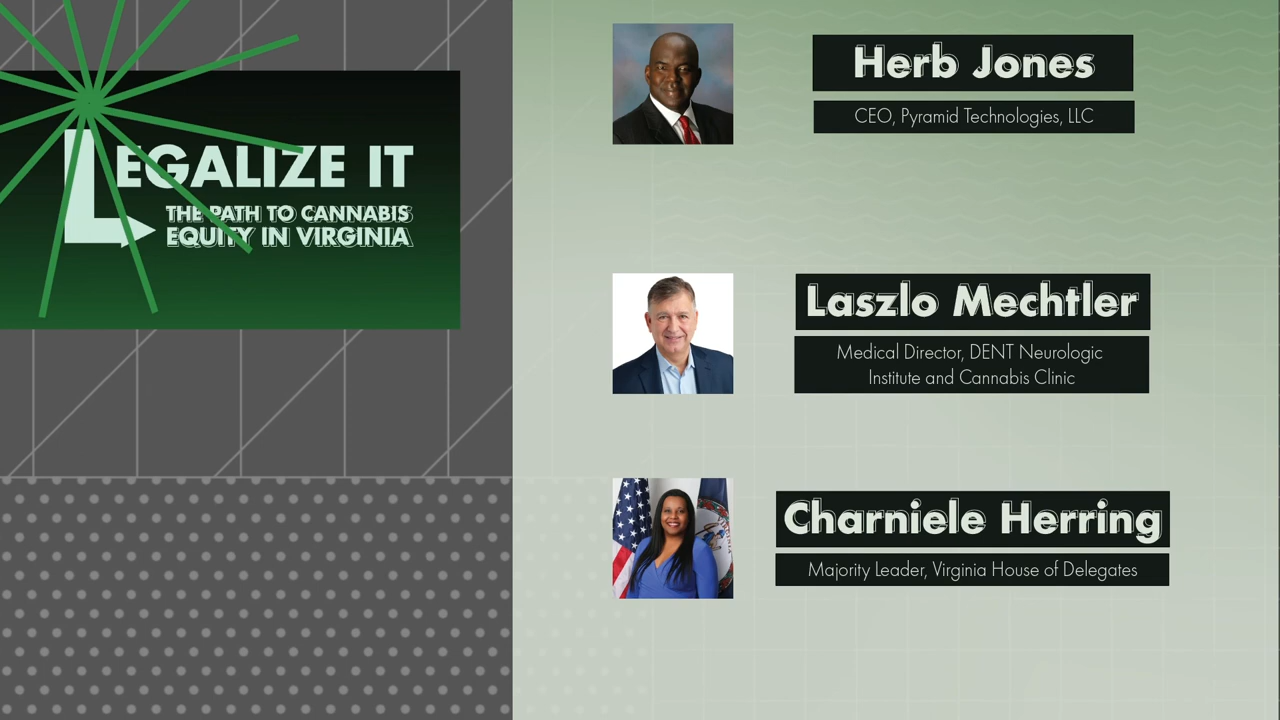 LEGALIZE IT
THE PATH TO CANNABIS
EQUITY IN VIRGINIA
Herb Jones
CEO, Pyramid Technologies, LLC
Laszlo Mechtler
Medical Director, DENT Neurologic
Institute and Cannabis Clinic
Charniele Herring
Majority Leader, Virginia House of Delegates